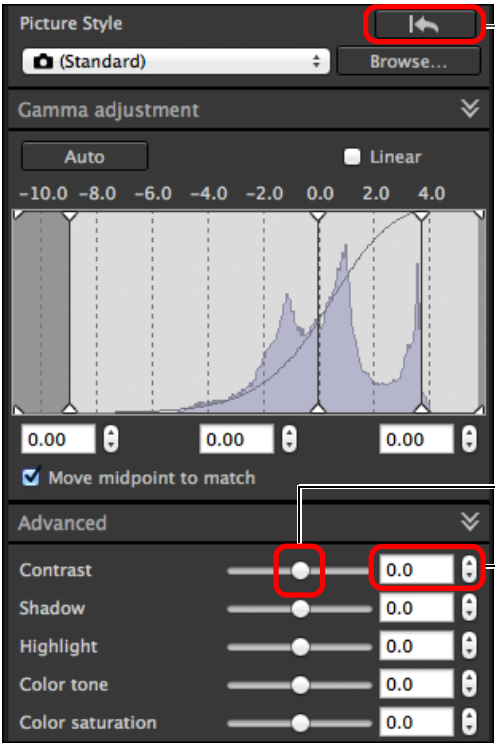 Picture Style
(Standard) Browse...
Gamma adjustment
Auto Linear
-10.0 -8.0 -6.0 -4.0 -2.0 0.0 2.0 4.0
0.00 0.00 0.00
Move midpoint to match
Advanced
Contrast 0.0
Shadow 0.0
Highlight 0.0
Color tone 0.0
Color saturation 0.0